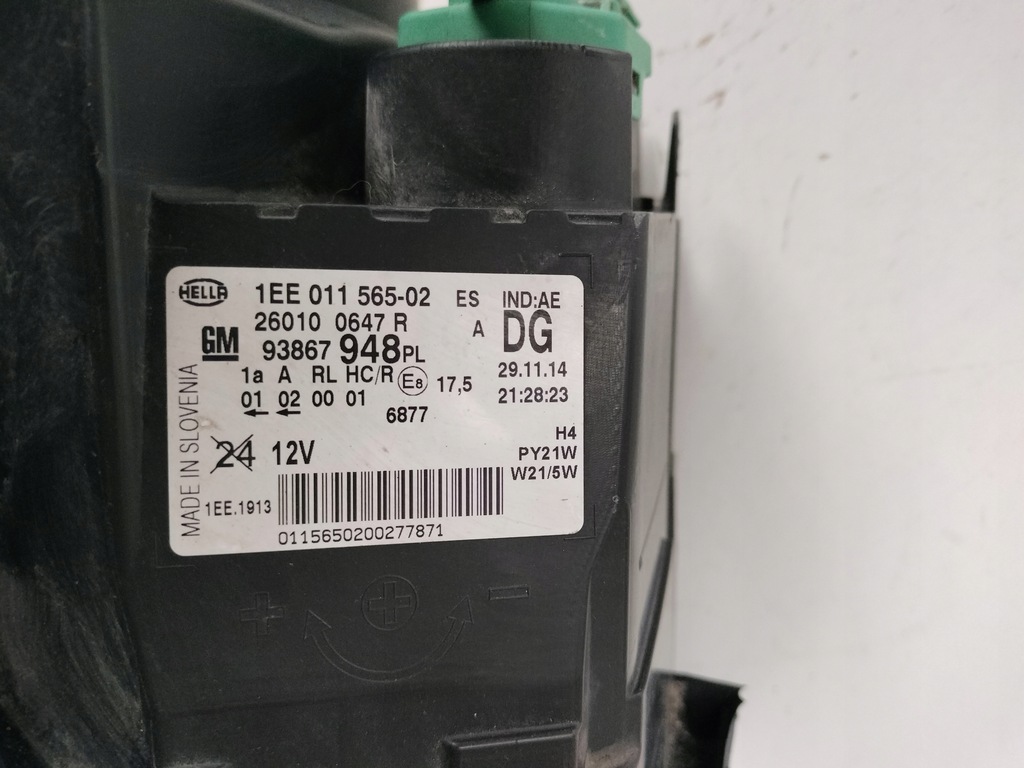 HELLA 1EE 011 565-02 ES IND:AE
26010 0647 R A DG
GM 93867 948PL
29.11.14
1a A RL HC/R E8 17,5
21:28:23
01 02 00 01
6877
H4
24 12V PY21W
W21/5W
1EE.1913
0115650200277871
MADE IN SLOVENIA
+ + -